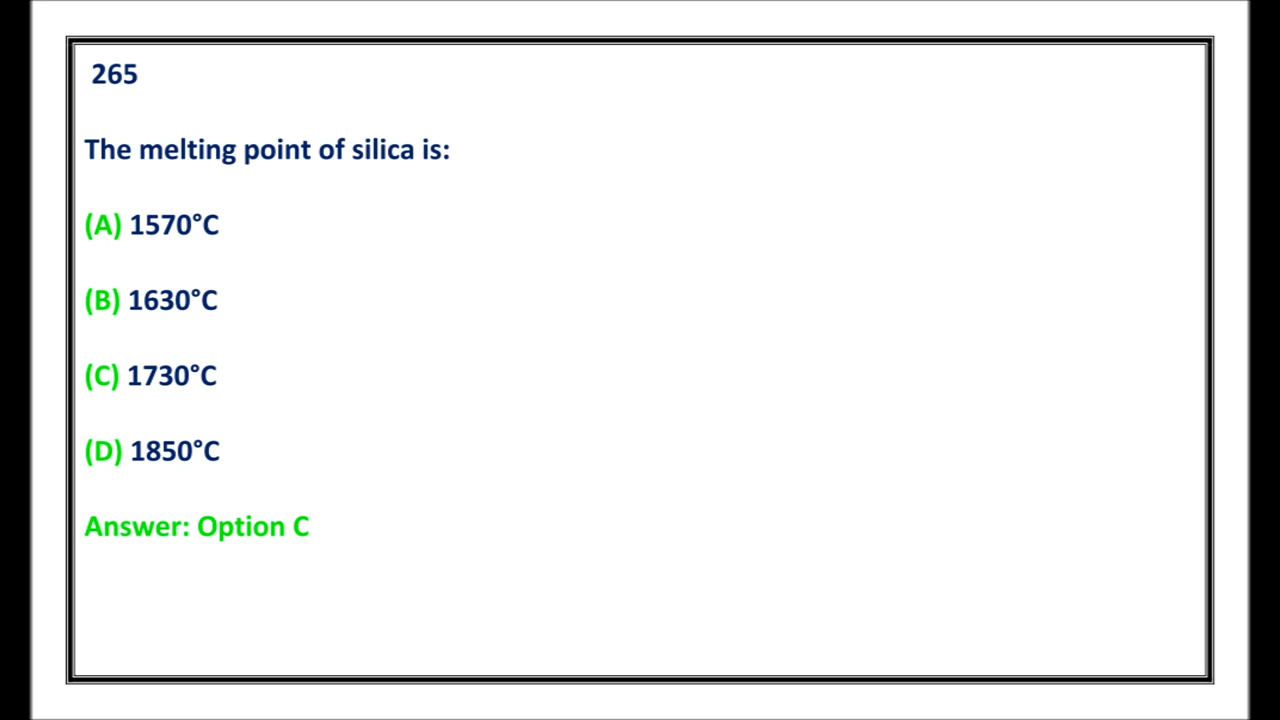 265
The melting point of silica is:
(A) 1570°C
(B) 1630°C
(C) 1730°C
(D) 1850°C
Answer: Option C